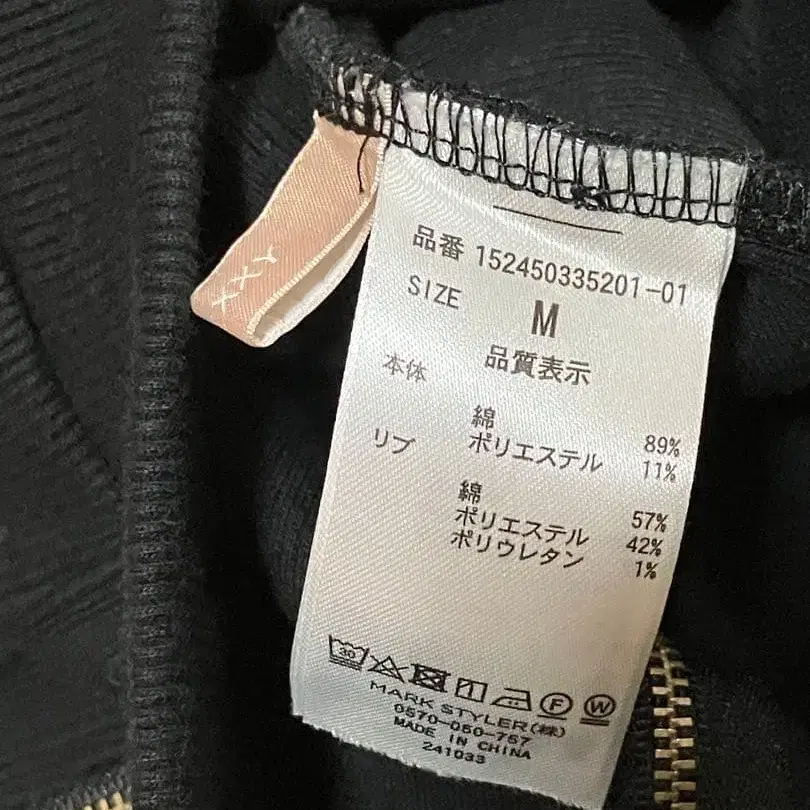 品番 152450335201-01
SIZE M
品質表示
本体
綿 89%
ポリエステル 11%
リブ
綿 57%
ポリエステル 42%
ポリウレタン 1%
30
F W
MARK STYLER(株)
0570-050-757
MADE IN CHINA
241033